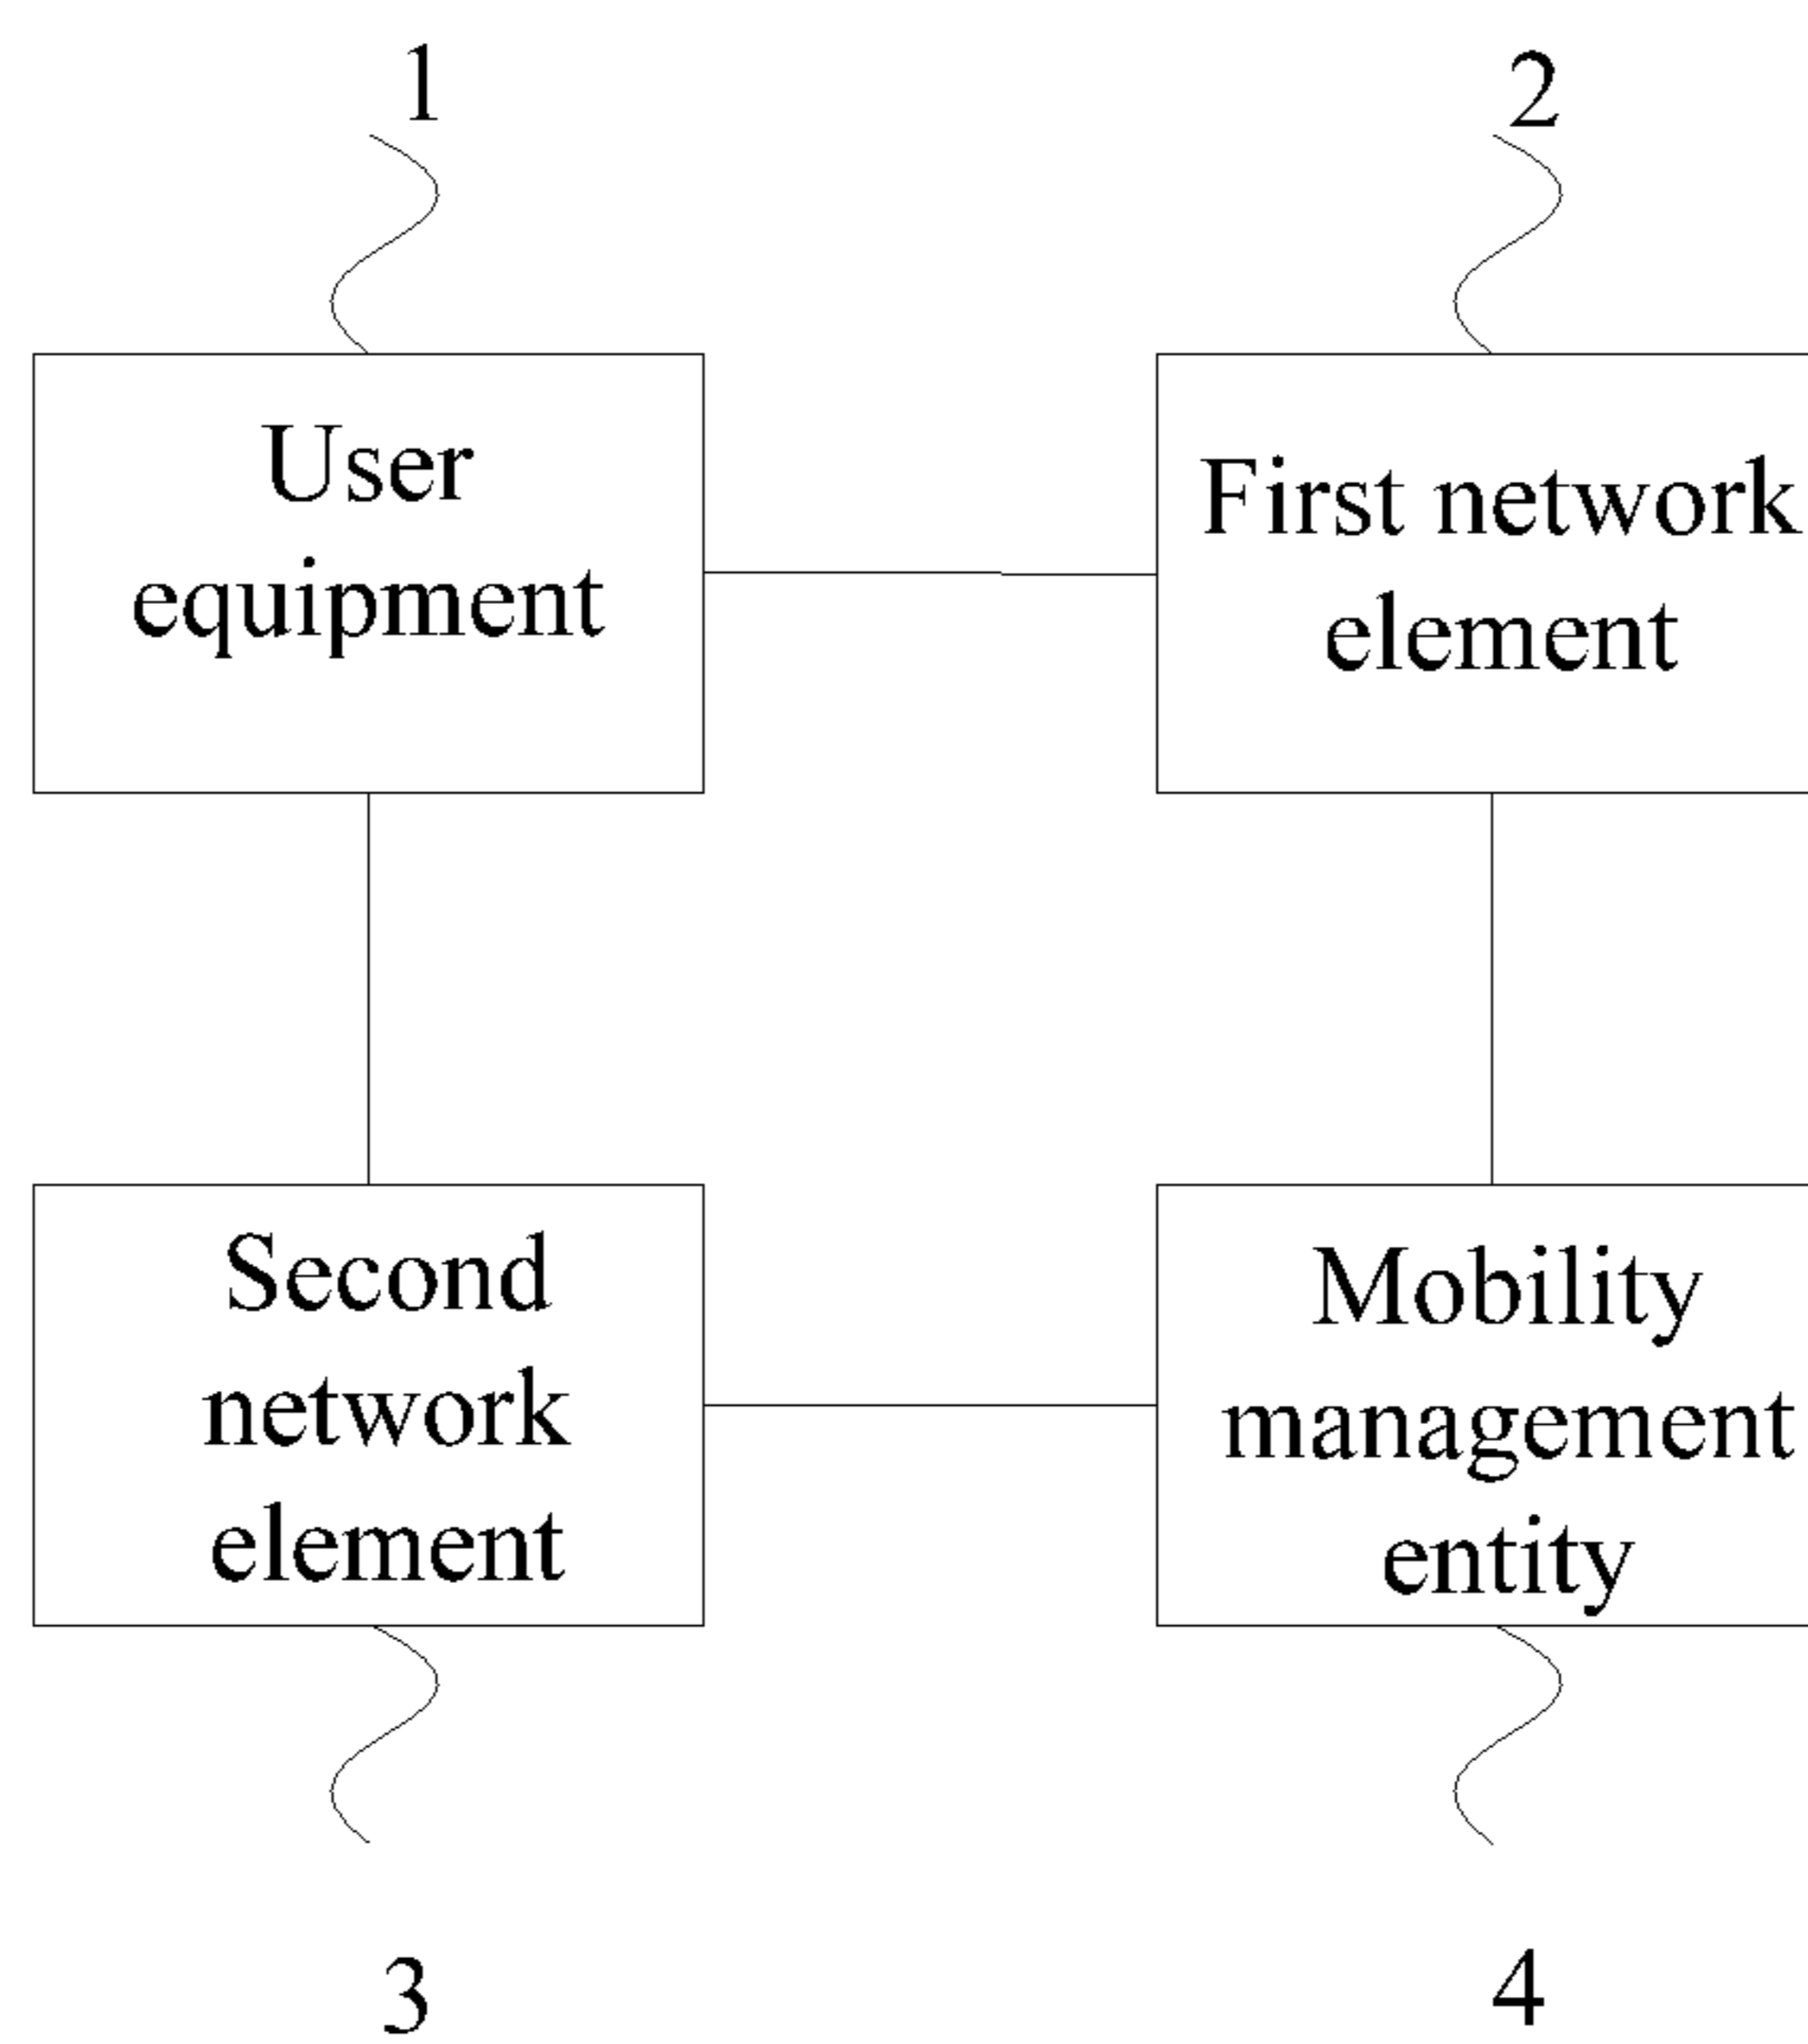 1
2
User
equipment
First network
element
Second
network
element
Mobility
management
entity
3
4